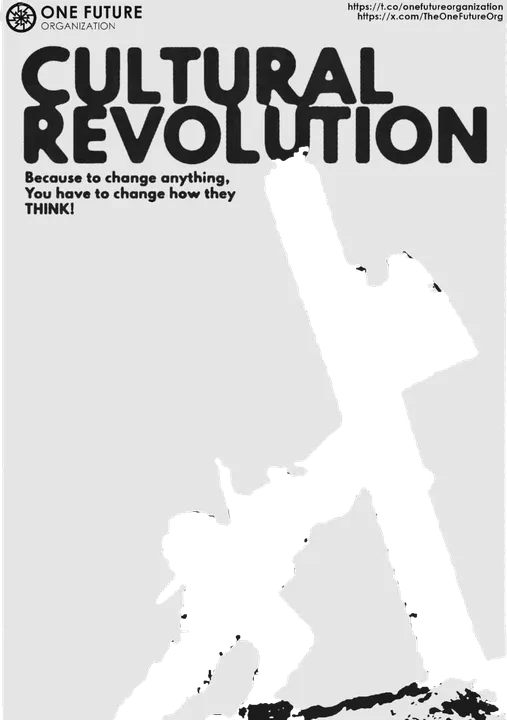 ONE FUTURE
ORGANIZATION
https://t.co/onefutureorganization
https://x.com/TheOneFutureOrg
CULTURAL
REVOLUTION
Because to change anything,
You have to change how they
THINK!